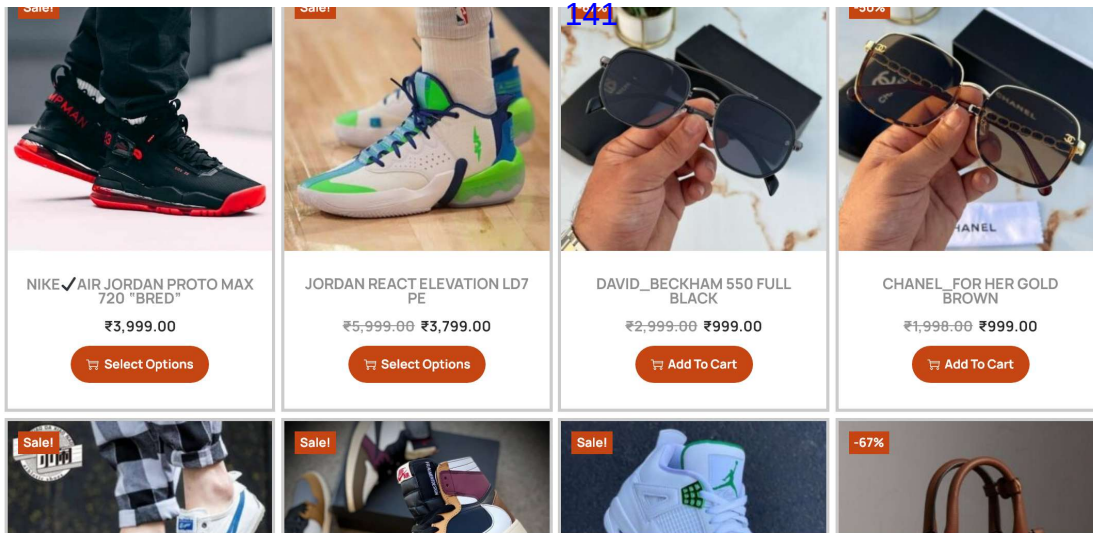 Sale!
Sale!
141
-50%
CHANEL
HANEL
NIKE✓AIR JORDAN PROTO MAX
720 “BRED”
JORDAN REACT ELEVATION LD7
PE
DAVID_BECKHAM 550 FULL
BLACK
CHANEL_FOR HER GOLD
BROWN
₹3,999.00
₹5,999.00 ₹3,799.00
₹2,999.00 ₹999.00
₹1,998.00 ₹999.00
Select Options
Select Options
Add To Cart
Add To Cart
Sale!
Sale!
Sale!
-67%